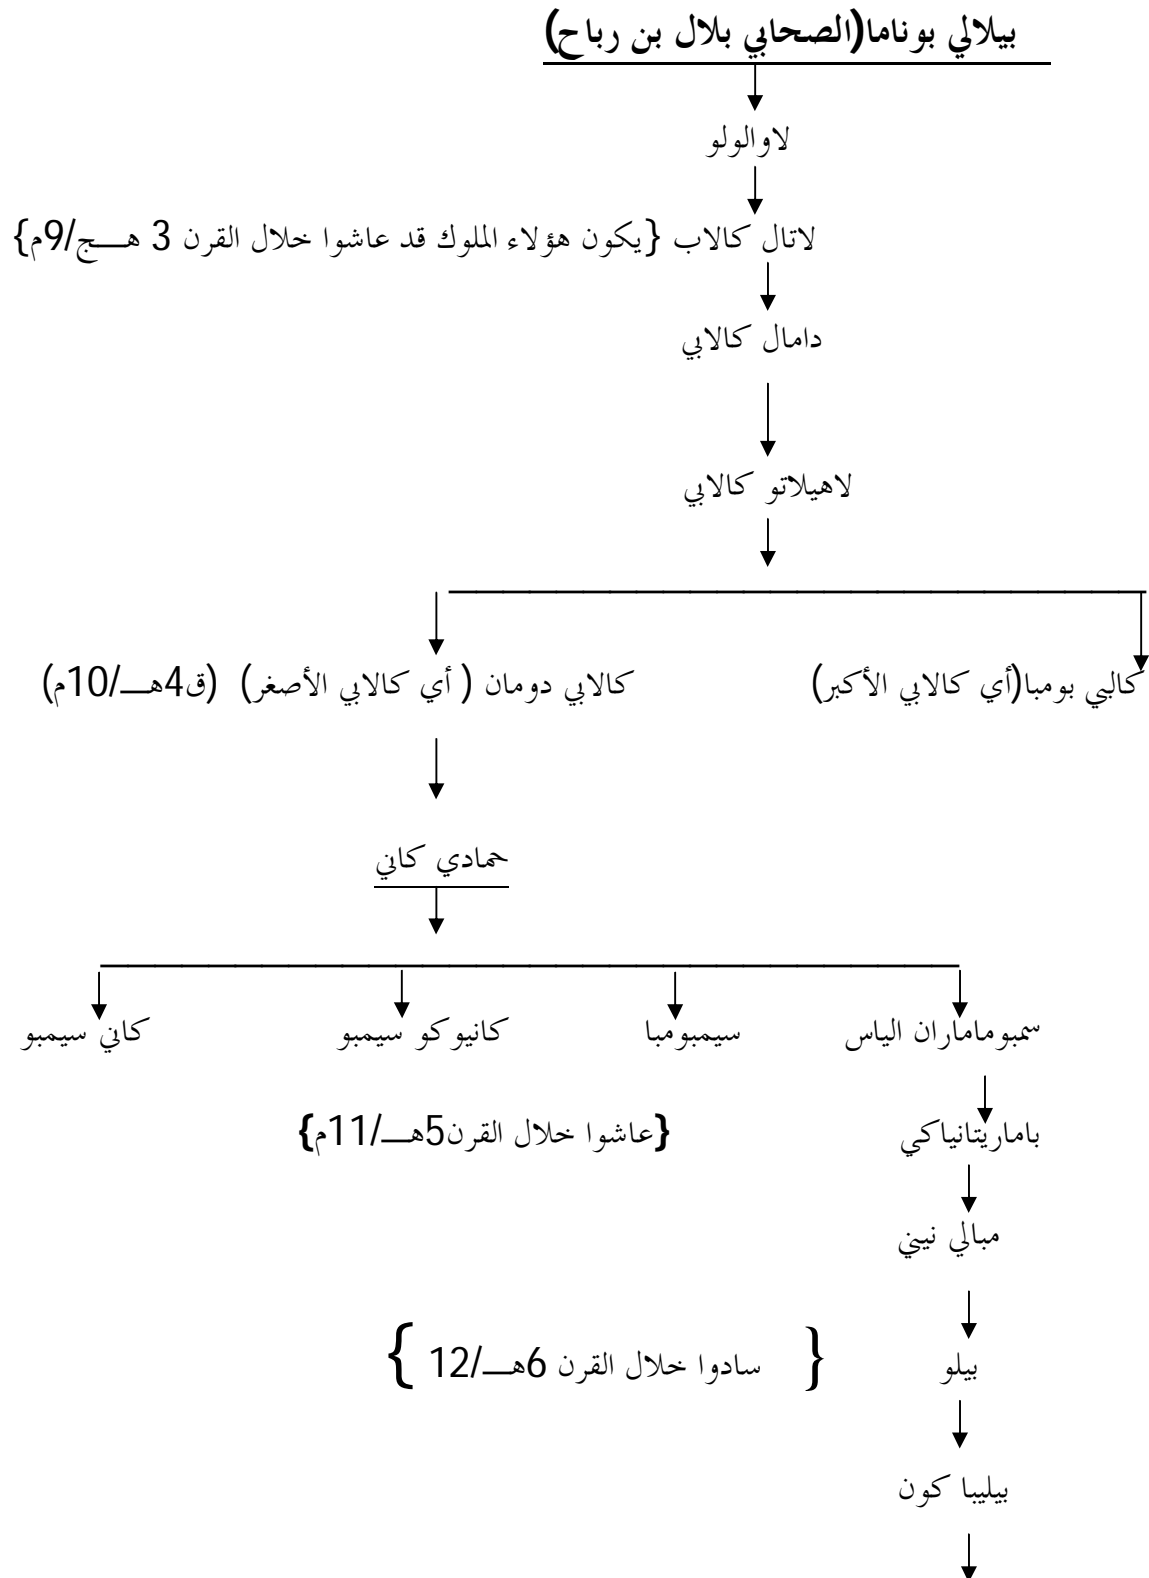 بيلالي بوناما(الصحابي بلال بن رباح)
لاوالولو
لاتال كالاب {يكون هؤلاء الملوك قد عاشوا خلال القرن 3 هـــج/9م}
دامال كالابي
لاهيلاتو كالابي
كالبي بومبا(أي كالابي الأكبر) كالابي دومان ( أي كالابي الأصغر) (ق4هـــ/10م)
حمادي كاني
سمبوماماران الياس سيمبومبا كانيوكو سيمبو كاني سيمبو
باماريتانياكي {عاشوا خلال القرن5هـــ/11م}
مبالي نيني
بيلو { سادوا خلال القرن 6هـــ/12 }
بيليبا كون